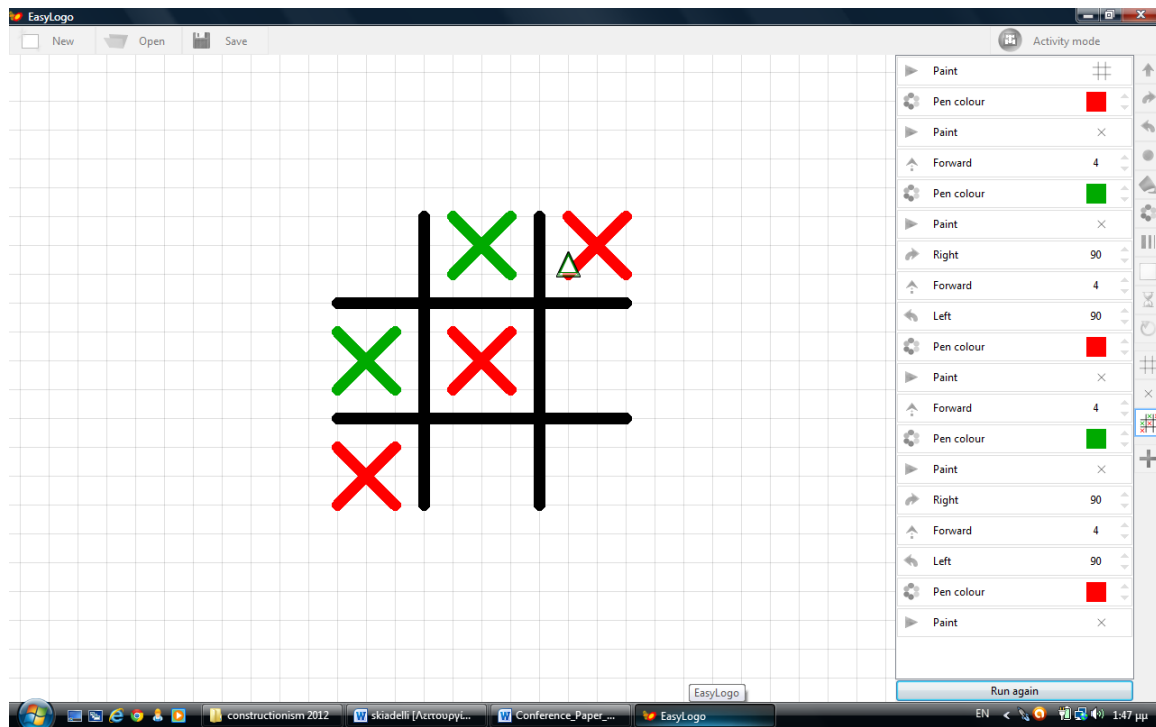 EasyLogo
New Open Save Activity mode
Paint
Pen colour
Paint
Forward 4
Pen colour
Paint
Right 90
Forward 4
Left 90
Pen colour
Paint
Forward 4
Pen colour
Paint
Right 90
Forward 4
Left 90
Pen colour
Paint
Run again
EasyLogo
constructionism 2012 skiadelli [Λειτουργί... Conference_Paper_... EasyLogo EN 1:47 μμ